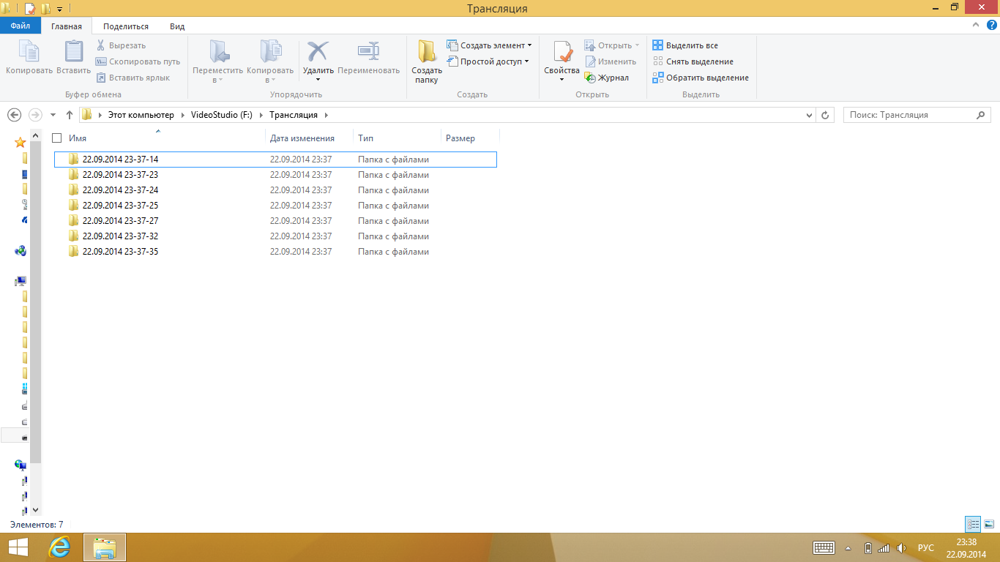 Трансляция
Файл Главная Поделиться Вид
Копировать
Вставить
Вырезать
Скопировать путь
Вставить ярлык
Буфер обмена
Переместить в
Копировать в
Удалить
Переименовать
Упорядочить
Создать папку
Создать элемент
Простой доступ
Создать
Свойства
Открыть
Изменить
Журнал
Открыть
Выделить все
Снять выделение
Обратить выделение
Выделить
Этот компьютер VideoStudio (F:) Трансляция
Поиск: Трансляция
Имя Дата изменения Тип Размер
22.09.2014 23-37-14 22.09.2014 23:37 Папка с файлами
22.09.2014 23-37-23 22.09.2014 23:37 Папка с файлами
22.09.2014 23-37-24 22.09.2014 23:37 Папка с файлами
22.09.2014 23-37-25 22.09.2014 23:37 Папка с файлами
22.09.2014 23-37-27 22.09.2014 23:37 Папка с файлами
22.09.2014 23-37-32 22.09.2014 23:37 Папка с файлами
22.09.2014 23-37-35 22.09.2014 23:37 Папка с файлами
Элементов: 7
РУС
23:38
22.09.2014